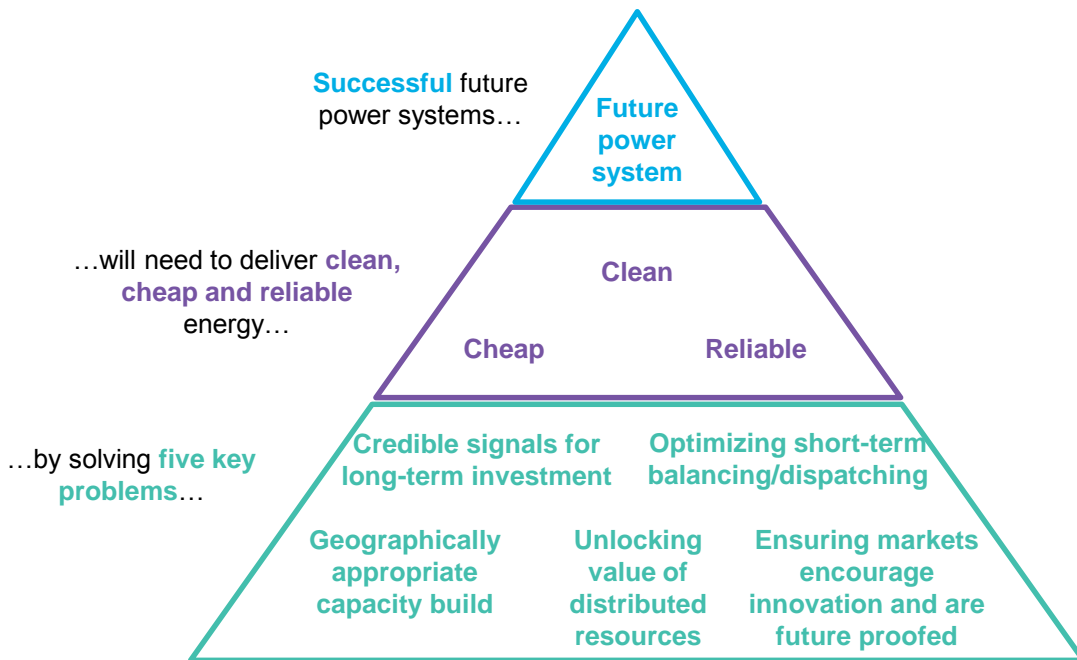 Successful future
power systems…
Future
power
system
…will need to deliver clean,
cheap and reliable
energy…
Clean
Cheap
Reliable
…by solving five key
problems…
Credible signals for
long-term investment
Optimizing short-term
balancing/dispatching
Geographically
appropriate
capacity build
Unlocking
value of
distributed
resources
Ensuring markets
encourage
innovation and are
future proofed